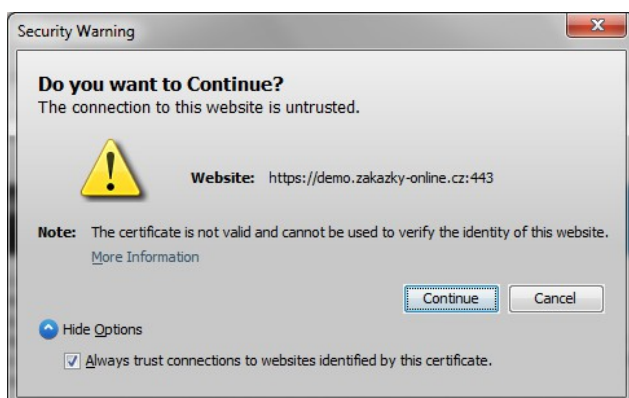 Security Warning
Do you want to Continue?
The connection to this website is untrusted.
Website: https://demo.zakazky-online.cz:443
Note: The certificate is not valid and cannot be used to verify the identity of this website.
More Information
Continue Cancel
Hide Options
Always trust connections to websites identified by this certificate.